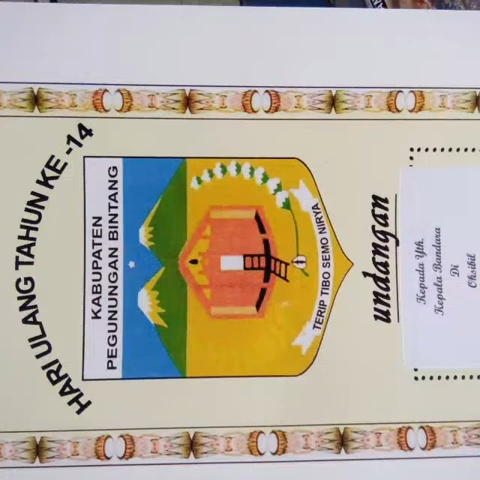 HARI ULANG TAHUN KE -14
KABUPATEN
PEGUNUNGAN BINTANG
TERIP TIBO SEMO NIRYA
undangan
Kepada Yth.
Kepala Bandara
Di
Oksibil